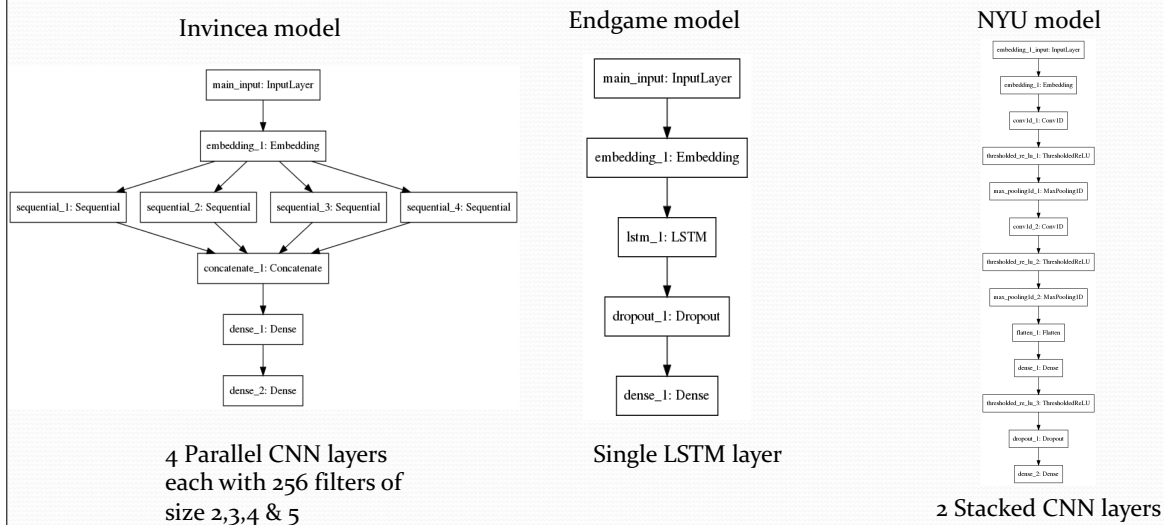 Invincea model
main_input: InputLayer
embedding_1: Embedding
sequential_1: Sequential
sequential_2: Sequential
sequential_3: Sequential
sequential_4: Sequential
concatenate_1: Concatenate
dense_1: Dense
dense_2: Dense
4 Parallel CNN layers
each with 256 filters of
size 2,3,4 & 5
Endgame model
main_input: InputLayer
embedding_1: Embedding
lstm_1: LSTM
dropout_1: Dropout
dense_1: Dense
Single LSTM layer
NYU model
embedding_1_input: InputLayer
embedding_1: Embedding
conv1d_1: Conv1D
thresholded_re_lu_1: ThresholdedReLU
max_pooling1d_1: MaxPooling1D
conv1d_2: Conv1D
thresholded_re_lu_2: ThresholdedReLU
max_pooling1d_2: MaxPooling1D
flatten_1: Flatten
dense_1: Dense
thresholded_re_lu_3: ThresholdedReLU
dropout_1: Dropout
dense_2: Dense
2 Stacked CNN layers